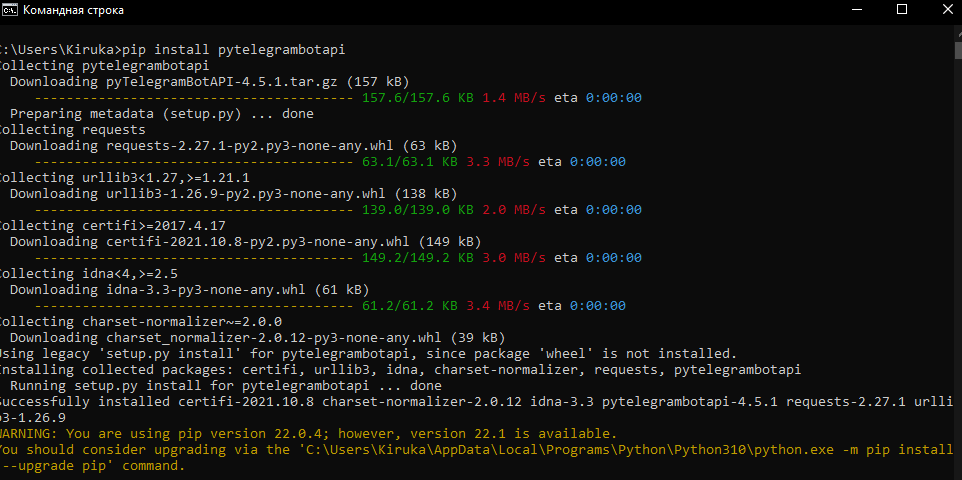 Командная строка
C:\Users\Kiruka>pip install pytelegrambotapi
Collecting pytelegrambotapi
  Downloading pyTelegramBotAPI-4.5.1.tar.gz (157 kB)
     ---------------------------------------- 157.6/157.6 KB 1.4 MB/s eta 0:00:00
  Preparing metadata (setup.py) ... done
Collecting requests
  Downloading requests-2.27.1-py2.py3-none-any.whl (63 kB)
     ---------------------------------------- 63.1/63.1 KB 3.3 MB/s eta 0:00:00
Collecting urllib3<1.27,>=1.21.1
  Downloading urllib3-1.26.9-py2.py3-none-any.whl (138 kB)
     ---------------------------------------- 139.0/139.0 KB 2.0 MB/s eta 0:00:00
Collecting certifi>=2017.4.17
  Downloading certifi-2021.10.8-py2.py3-none-any.whl (149 kB)
     ---------------------------------------- 149.2/149.2 KB 3.0 MB/s eta 0:00:00
Collecting idna<4,>=2.5
  Downloading idna-3.3-py3-none-any.whl (61 kB)
     ---------------------------------------- 61.2/61.2 KB 3.4 MB/s eta 0:00:00
Collecting charset-normalizer~=2.0.0
  Downloading charset_normalizer-2.0.12-py3-none-any.whl (39 kB)
Using legacy 'setup.py install' for pytelegrambotapi, since package 'wheel' is not installed.
Installing collected packages: certifi, urllib3, idna, charset-normalizer, requests, pytelegrambotapi
  Running setup.py install for pytelegrambotapi ... done
Successfully installed certifi-2021.10.8 charset-normalizer-2.0.12 idna-3.3 pytelegrambotapi-4.5.1 requests-2.27.1 urlli
b3-1.26.9
WARNING: You are using pip version 22.0.4; however, version 22.1 is available.
You should consider upgrading via the 'C:\Users\Kiruka\AppData\Local\Programs\Python\Python310\python.exe -m pip install
 --upgrade pip' command.